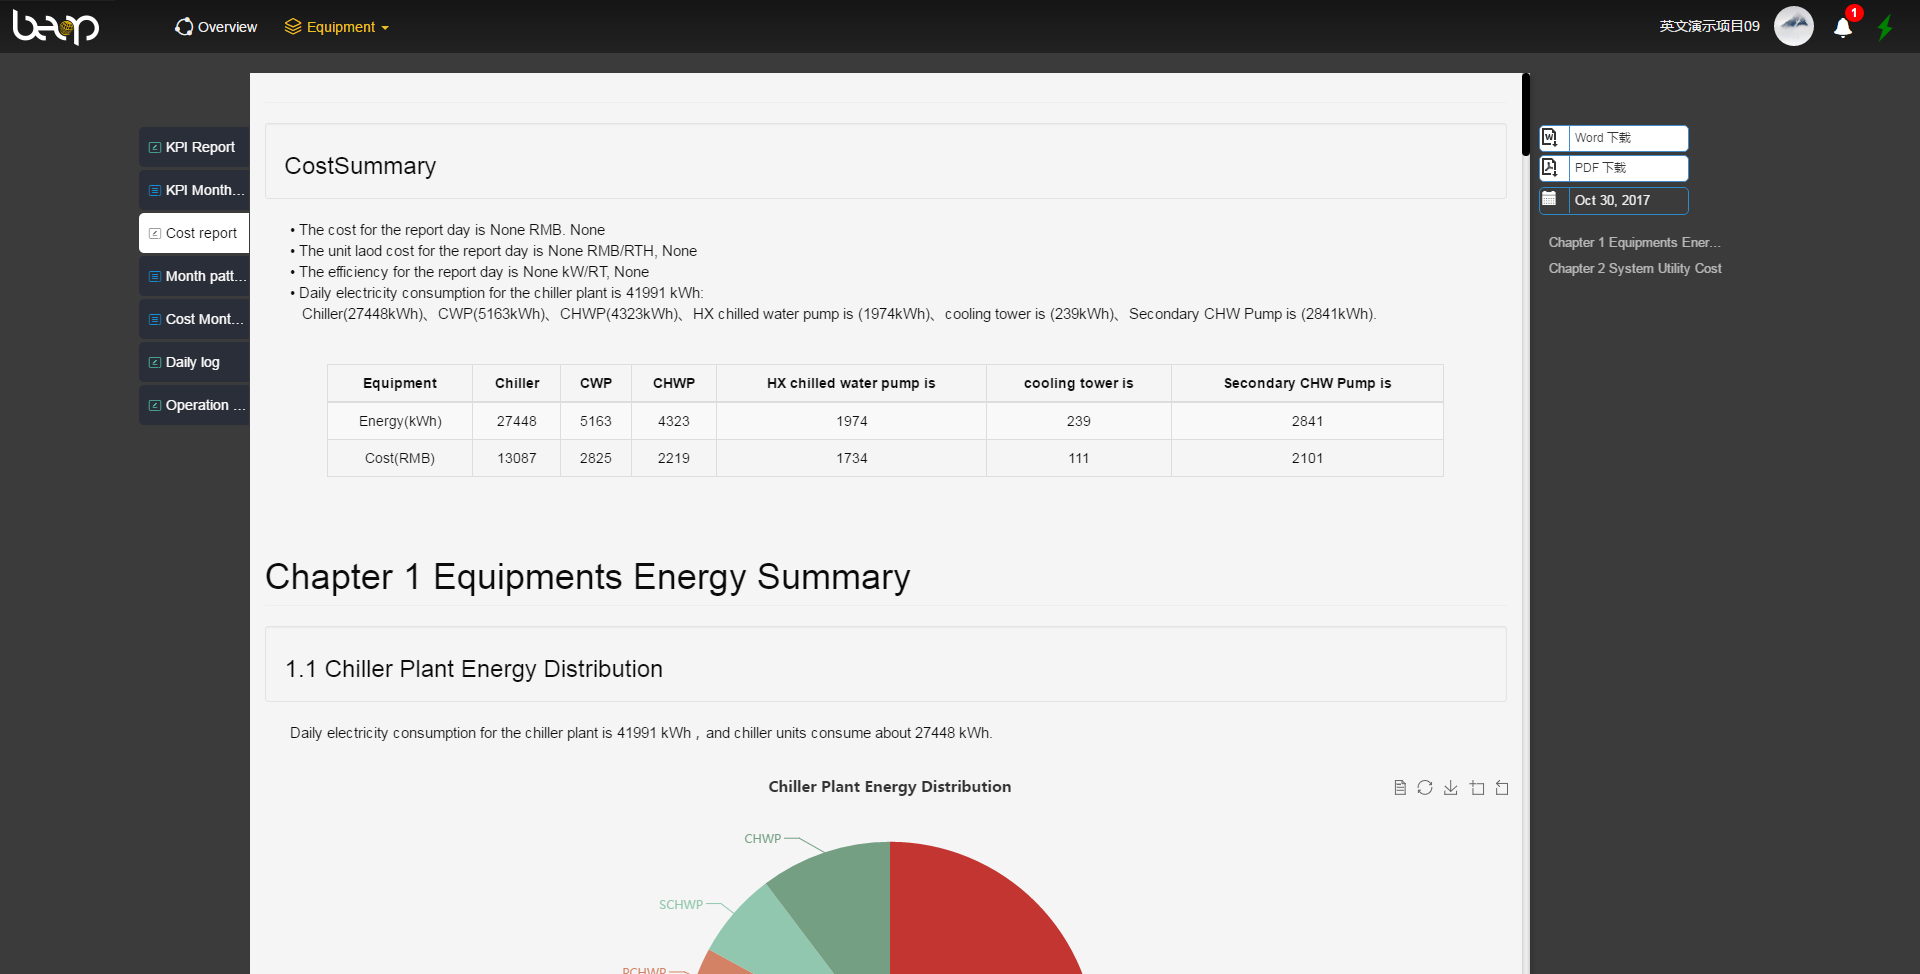 beop
Overview
Equipment
英文演示项目09
1
KPI Report
KPI Month...
Cost report
Month patt...
Cost Mont...
Daily log
Operation ...
CostSummary
• The cost for the report day is None RMB. None
• The unit laod cost for the report day is None RMB/RTH, None
• The efficiency for the report day is None kW/RT, None
• Daily electricity consumption for the chiller plant is 41991 kWh:
Chiller(27448kWh)、CWP(5163kWh)、CHWP(4323kWh)、HX chilled water pump is (1974kWh)、cooling tower is (239kWh)、Secondary CHW Pump is (2841kWh).
Equipment Chiller CWP CHWP HX chilled water pump is cooling tower is Secondary CHW Pump is
Energy(kWh) 27448 5163 4323 1974 239 2841
Cost(RMB) 13087 2825 2219 1734 111 2101
Chapter 1 Equipments Energy Summary
1.1 Chiller Plant Energy Distribution
Daily electricity consumption for the chiller plant is 41991 kWh，and chiller units consume about 27448 kWh.
Chiller Plant Energy Distribution
CHWP
SCHWP
PCHWP
Word 下载
PDF 下载
Oct 30, 2017
Chapter 1 Equipments Ener...
Chapter 2 System Utility Cost